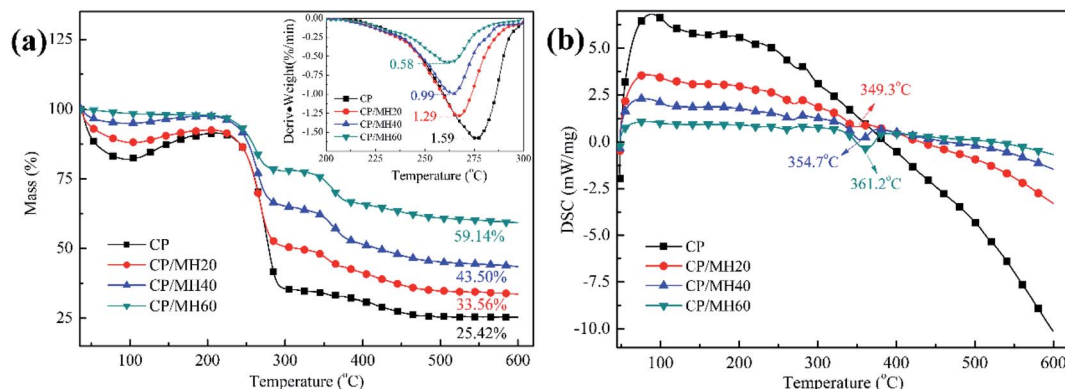 (a)
125
100
75
50
25
Mass (%)
0
100
200
300
400
500
600
Temperature (°C)
CP
CP/MH20
CP/MH40
CP/MH60
59.14%
43.50%
33.56%
25.42%
0.00
-0.25
-0.50
-0.75
-1.00
-1.25
-1.50
Deriv•Weight(%/min)
200
225
250
275
300
Temperature (°C)
CP
CP/MH20
CP/MH40
CP/MH60
0.58
0.99
1.29
1.59
(b)
5.0
2.5
0.0
-2.5
-5.0
-7.5
-10.0
DSC (mW/mg)
100
200
300
400
500
600
Temperature (°C)
CP
CP/MH20
CP/MH40
CP/MH60
349.3°C
354.7°C
361.2°C